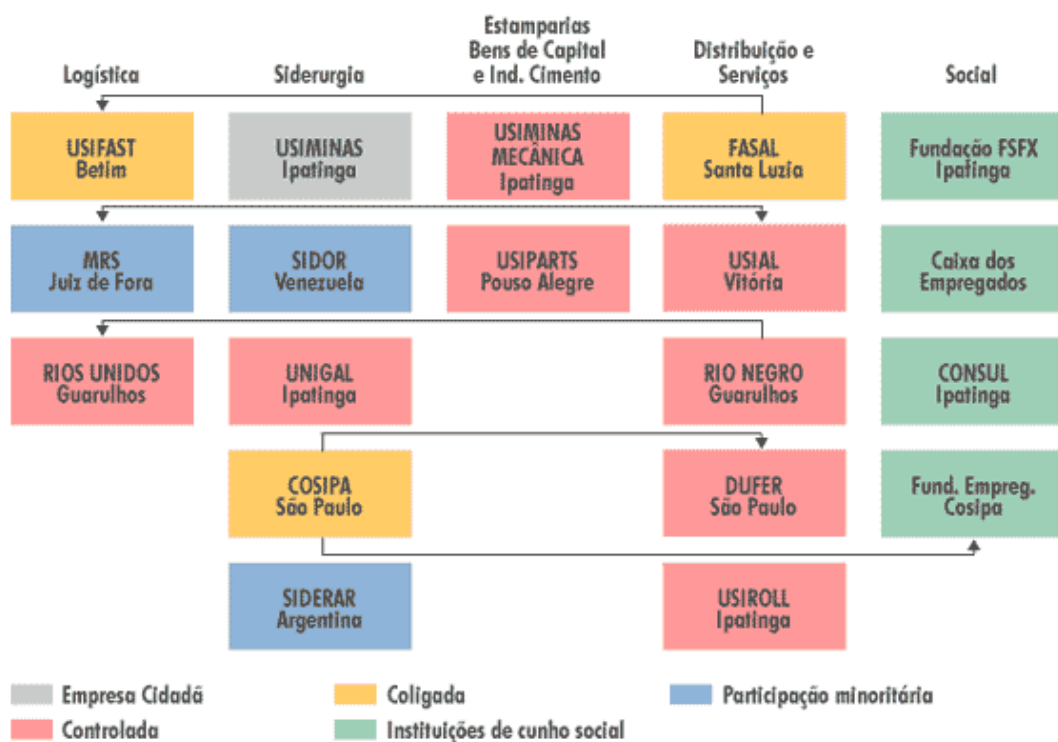 Logística
Siderurgia
Estamparias
Bens de Capital
e Ind. Cimento
Distribuição e
Serviços
Social
USIFAST
Betim
USIMINAS
Ipatinga
USIMINAS
MECÂNICA
Ipatinga
FASAL
Santa Luzia
Fundação FSFX
Ipatinga
MRS
Juiz de Fora
SIDOR
Venezuela
USIPARTS
Pouso Alegre
USIAL
Vitória
Caixa dos
Empregados
RIOS UNIDOS
Guarulhos
UNIGAL
Ipatinga
RIO NEGRO
Guarulhos
CONSUL
Ipatinga
COSIPA
São Paulo
DUFER
São Paulo
Fund. Empreg.
Cosipa
SIDERAR
Argentina
USIROLL
Ipatinga
Empresa Cidadã
Coligada
Participação minoritária
Controlada
Instituições de cunho social